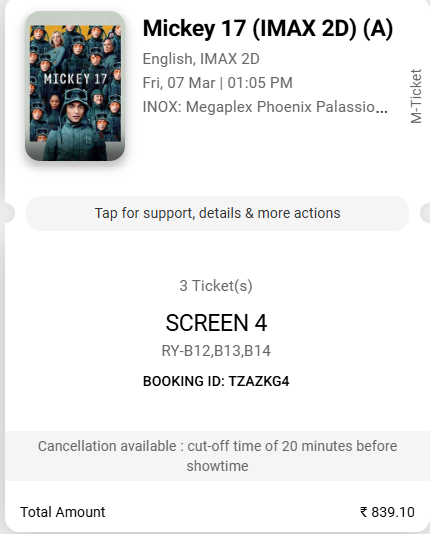 Mickey 17 (IMAX 2D) (A)
English, IMAX 2D
Fri, 07 Mar | 01:05 PM
INOX: Megaplex Phoenix Palassio...
M-Ticket
MICKEY 17
Tap for support, details & more actions
3 Ticket(s)
SCREEN 4
RY-B12,B13,B14
BOOKING ID: TZAZKG4
Cancellation available : cut-off time of 20 minutes before
showtime
Total Amount
₹ 839.10